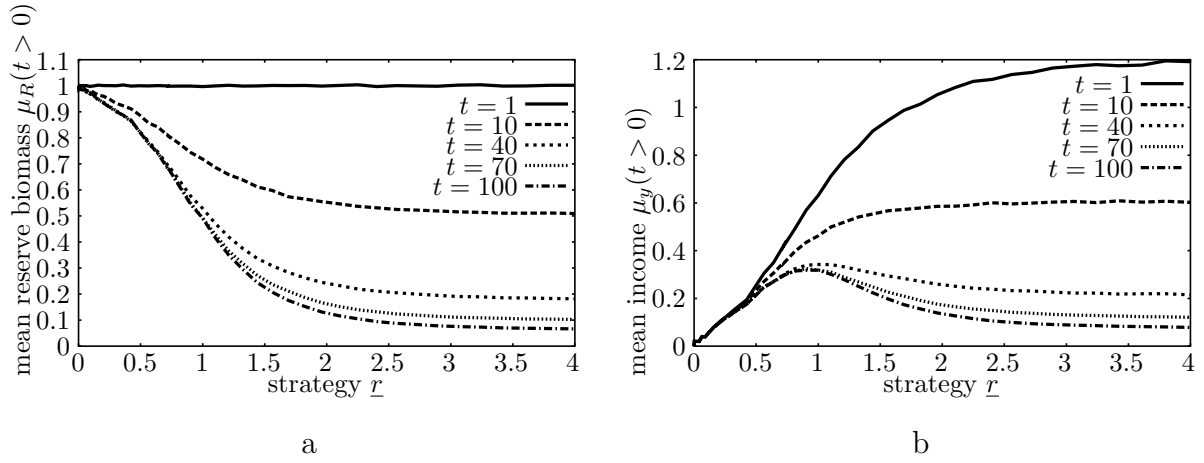 mean reserve biomass μ_R(t > 0)
1.1
1
0.9
0.8
0.7
0.6
0.5
0.4
0.3
0.2
0.1
0
t = 1
t = 10
t = 40
t = 70
t = 100
0 0.5 1 1.5 2 2.5 3 3.5 4
strategy r
a
mean income μ_y(t > 0)
1.2
1
0.8
0.6
0.4
0.2
0
t = 1
t = 10
t = 40
t = 70
t = 100
0 0.5 1 1.5 2 2.5 3 3.5 4
strategy r
b